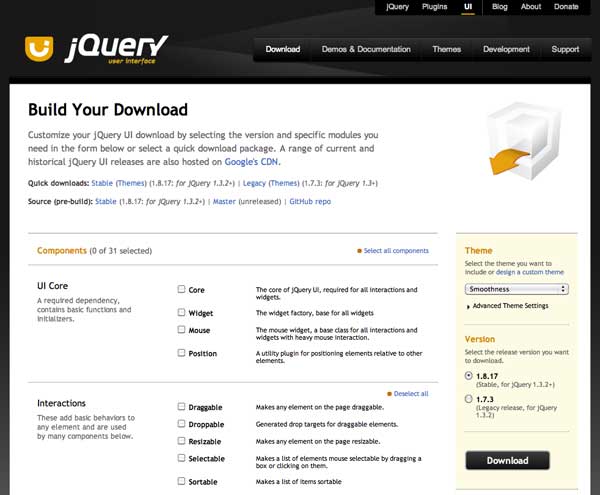 jQuery Plugins UI Blog About Donate
jQuery
user interface
Download Demos & Documentation Themes Development Support
Build Your Download
Customize your jQuery UI download by selecting the version and specific modules you
need in the form below or select a quick download package. A range of current and
historical jQuery UI releases are also hosted on Google's CDN.
Quick downloads: Stable (Themes) (1.8.17: for jQuery 1.3.2+) | Legacy (Themes) (1.7.3: for jQuery 1.3+)
Source (pre-build): Stable (1.8.17: for jQuery 1.3.2+) | Master (unreleased) | GitHub repo
Components (0 of 31 selected)
Select all components
UI Core
A required dependency,
contains basic functions and
initializers.
Core
The core of jQuery UI, required for all interactions and
widgets.
Widget
The widget factory, base for all widgets
Mouse
The mouse widget, a base class for all interactions and
widgets with heavy mouse interaction.
Position
A utility plugin for positioning elements relative to other
elements.
Deselect all
Interactions
These add basic behaviors to
any element and are used
by many components below.
Draggable
Makes any element on the page draggable.
Droppable
Generated drop targets for draggable elements.
Resizable
Makes any element on the page resizable.
Selectable
Makes a list of elements mouse selectable by dragging a
box or clicking on them.
Sortable
Makes a list of items sortable
Theme
Select the theme you want to
include or design a custom theme
Smoothness
Advanced Theme Settings
Version
Select the release version you want
to download.
1.8.17
(Stable, for jQuery 1.3.2+)
1.7.3
(Legacy release, for jQuery
1.3.2)
Download